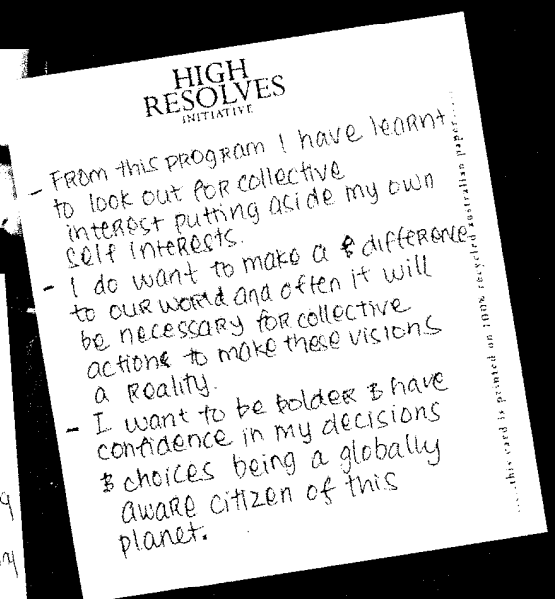 HIGH
RESOLVES
INITIATIVE
- From this program I have learnt
to look out for collective
interest putting aside my own
self interests.
- I do want to make a difference
to our world and often it will
be necessary for collective
actions to make these visions
a reality.
- I want to be bolder & have
confidence in my decisions
& choices being a globally
aware citizen of this
planet.
.....this card is printed on 100% recycled australian paper.....